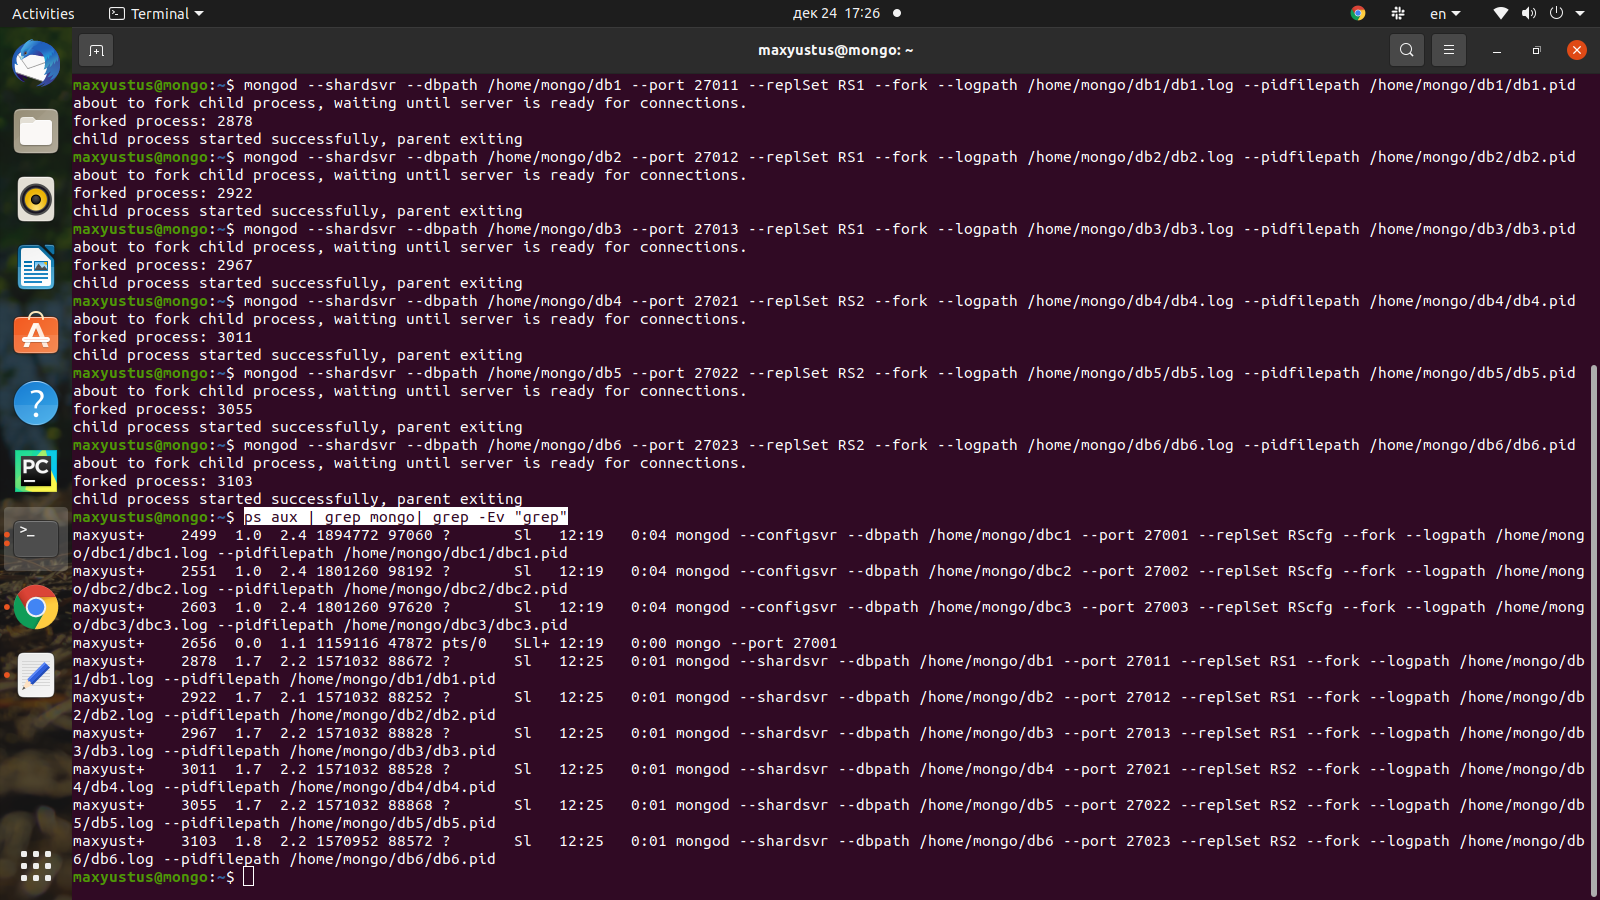 Activities Terminal дек 24 17:26 en
maxyustus@mongo: ~
maxyustus@mongo:~$ mongod --shardsvr --dbpath /home/mongo/db1 --port 27011 --replSet RS1 --fork --logpath /home/mongo/db1/db1.log --pidfilepath /home/mongo/db1/db1.pid
about to fork child process, waiting until server is ready for connections.
forked process: 2878
child process started successfully, parent exiting
maxyustus@mongo:~$ mongod --shardsvr --dbpath /home/mongo/db2 --port 27012 --replSet RS1 --fork --logpath /home/mongo/db2/db2.log --pidfilepath /home/mongo/db2/db2.pid
about to fork child process, waiting until server is ready for connections.
forked process: 2922
child process started successfully, parent exiting
maxyustus@mongo:~$ mongod --shardsvr --dbpath /home/mongo/db3 --port 27013 --replSet RS1 --fork --logpath /home/mongo/db3/db3.log --pidfilepath /home/mongo/db3/db3.pid
about to fork child process, waiting until server is ready for connections.
forked process: 2967
child process started successfully, parent exiting
maxyustus@mongo:~$ mongod --shardsvr --dbpath /home/mongo/db4 --port 27021 --replSet RS2 --fork --logpath /home/mongo/db4/db4.log --pidfilepath /home/mongo/db4/db4.pid
about to fork child process, waiting until server is ready for connections.
forked process: 3011
child process started successfully, parent exiting
maxyustus@mongo:~$ mongod --shardsvr --dbpath /home/mongo/db5 --port 27022 --replSet RS2 --fork --logpath /home/mongo/db5/db5.log --pidfilepath /home/mongo/db5/db5.pid
about to fork child process, waiting until server is ready for connections.
forked process: 3055
child process started successfully, parent exiting
maxyustus@mongo:~$ mongod --shardsvr --dbpath /home/mongo/db6 --port 27023 --replSet RS2 --fork --logpath /home/mongo/db6/db6.log --pidfilepath /home/mongo/db6/db6.pid
about to fork child process, waiting until server is ready for connections.
forked process: 3103
child process started successfully, parent exiting
maxyustus@mongo:~$ ps aux | grep mongo| grep -Ev "grep"
maxyust+    2499  1.0  2.4 1894772 97060 ?       Sl   12:19   0:04 mongod --configsvr --dbpath /home/mongo/dbc1 --port 27001 --replSet RScfg --fork --logpath /home/mong
o/dbc1/dbc1.log --pidfilepath /home/mongo/dbc1/dbc1.pid
maxyust+    2551  1.0  2.4 1801260 98192 ?       Sl   12:19   0:04 mongod --configsvr --dbpath /home/mongo/dbc2 --port 27002 --replSet RScfg --fork --logpath /home/mong
o/dbc2/dbc2.log --pidfilepath /home/mongo/dbc2/dbc2.pid
maxyust+    2603  1.0  2.4 1801260 97620 ?       Sl   12:19   0:04 mongod --configsvr --dbpath /home/mongo/dbc3 --port 27003 --replSet RScfg --fork --logpath /home/mong
o/dbc3/dbc3.log --pidfilepath /home/mongo/dbc3/dbc3.pid
maxyust+    2656  0.0  1.1 1159116 47872 pts/0   SLl+ 12:19   0:00 mongo --port 27001
maxyust+    2878  1.7  2.2 1571032 88672 ?       Sl   12:25   0:01 mongod --shardsvr --dbpath /home/mongo/db1 --port 27011 --replSet RS1 --fork --logpath /home/mongo/db
1/db1.log --pidfilepath /home/mongo/db1/db1.pid
maxyust+    2922  1.7  2.1 1571032 88252 ?       Sl   12:25   0:01 mongod --shardsvr --dbpath /home/mongo/db2 --port 27012 --replSet RS1 --fork --logpath /home/mongo/db
2/db2.log --pidfilepath /home/mongo/db2/db2.pid
maxyust+    2967  1.7  2.2 1571032 88828 ?       Sl   12:25   0:01 mongod --shardsvr --dbpath /home/mongo/db3 --port 27013 --replSet RS1 --fork --logpath /home/mongo/db
3/db3.log --pidfilepath /home/mongo/db3/db3.pid
maxyust+    3011  1.7  2.2 1571032 88528 ?       Sl   12:25   0:01 mongod --shardsvr --dbpath /home/mongo/db4 --port 27021 --replSet RS2 --fork --logpath /home/mongo/db
4/db4.log --pidfilepath /home/mongo/db4/db4.pid
maxyust+    3055  1.7  2.2 1571032 88868 ?       Sl   12:25   0:01 mongod --shardsvr --dbpath /home/mongo/db5 --port 27022 --replSet RS2 --fork --logpath /home/mongo/db
5/db5.log --pidfilepath /home/mongo/db5/db5.pid
maxyust+    3103  1.8  2.2 1570952 88572 ?       Sl   12:25   0:01 mongod --shardsvr --dbpath /home/mongo/db6 --port 27023 --replSet RS2 --fork --logpath /home/mongo/db
6/db6.log --pidfilepath /home/mongo/db6/db6.pid
maxyustus@mongo:~$
PC